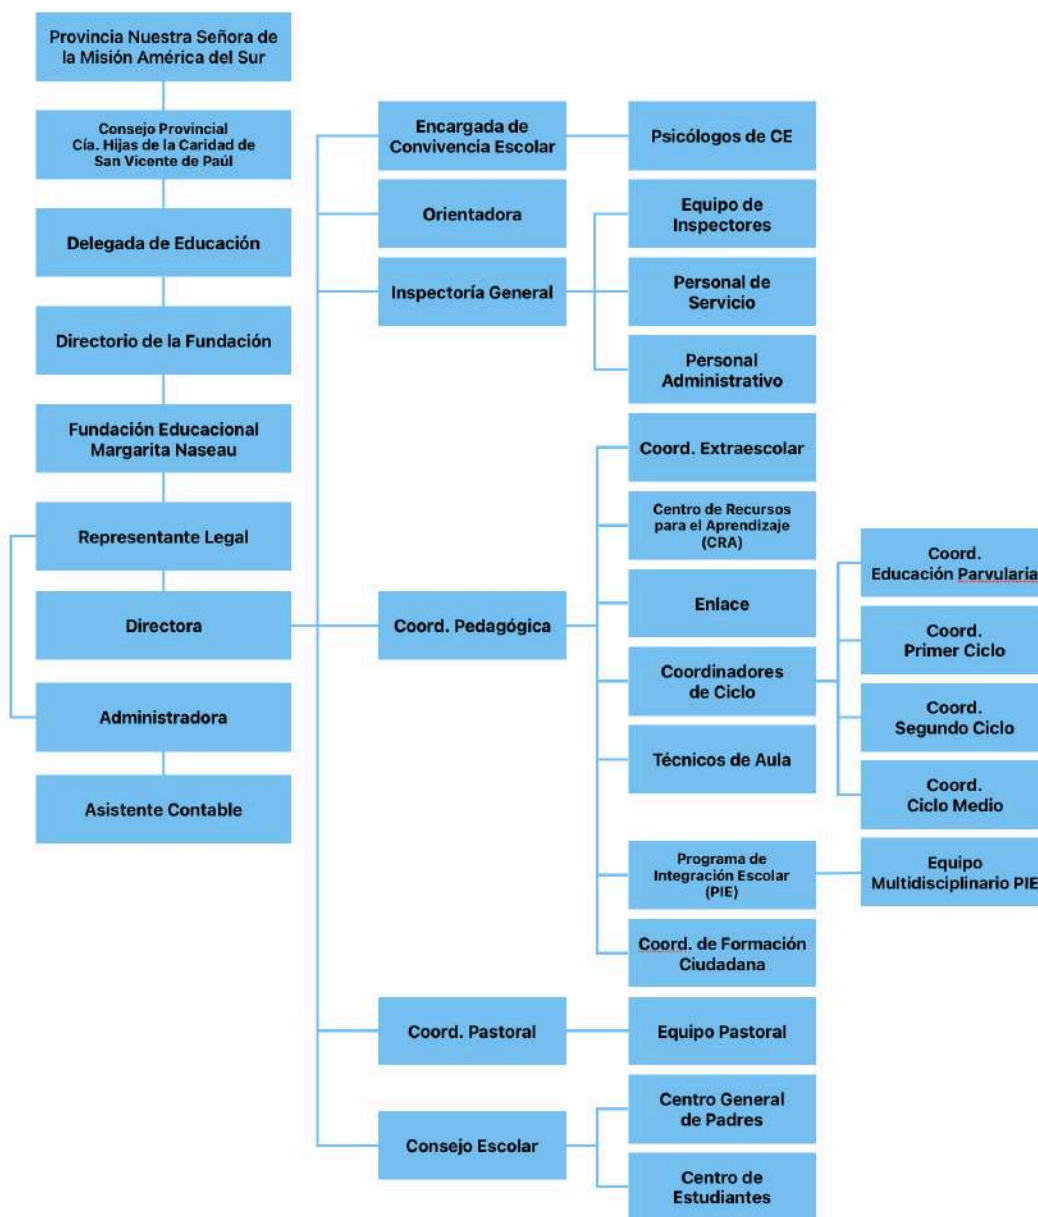 Provincia Nuestra Señora de
la Misión América del Sur
Consejo Provincial
Cía. Hijas de la Caridad de
San Vicente de Paúl
Delegada de Educación
Directorio de la Fundación
Fundación Educacional
Margarita Naseau
Representante Legal
Directora
Administradora
Asistente Contable
Encargada de
Convivencia Escolar
Orientadora
Inspectoría General
Coord. Pedagógica
Coord. Pastoral
Consejo Escolar
Psicólogos de CE
Equipo de
Inspectores
Personal de
Servicio
Personal
Administrativo
Coord. Extraescolar
Centro de Recursos
para el Aprendizaje
(CRA)
Enlace
Coordinadores
de Ciclo
Técnicos de Aula
Programa de
Integración Escolar
(PIE)
Coord. de Formación
Ciudadana
Equipo Pastoral
Centro General
de Padres
Centro de
Estudiantes
Coord.
Educación Parvularia
Coord.
Primer Ciclo
Coord.
Segundo Ciclo
Coord.
Ciclo Medio
Equipo
Multidisciplinario PIE